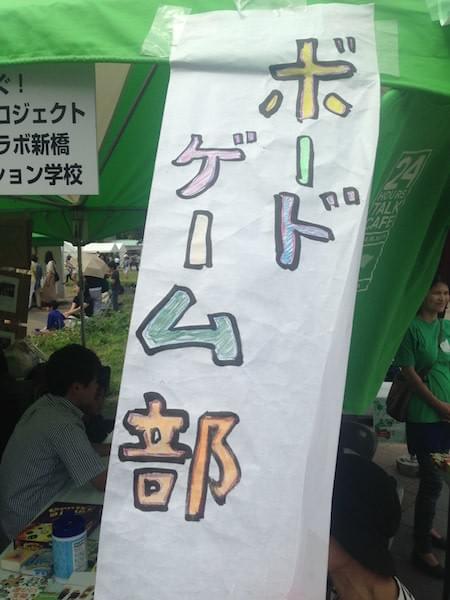 ボード
ゲーム部
ぐ！
ロジェクト
ラボ新橋
ション学校
24
HOURS
TALK
CAFE